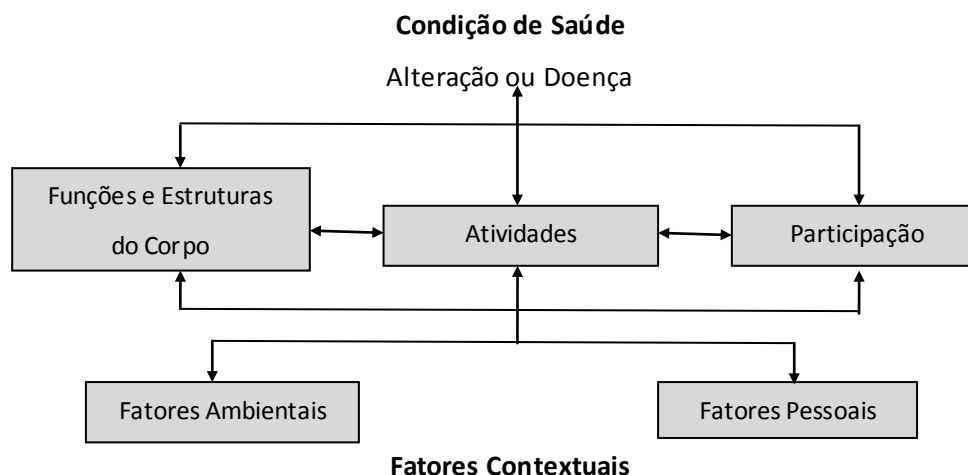 Condição de Saúde
Alteração ou Doença
Funções e Estruturas
do Corpo
Atividades
Participação
Fatores Ambientais
Fatores Pessoais
Fatores Contextuais